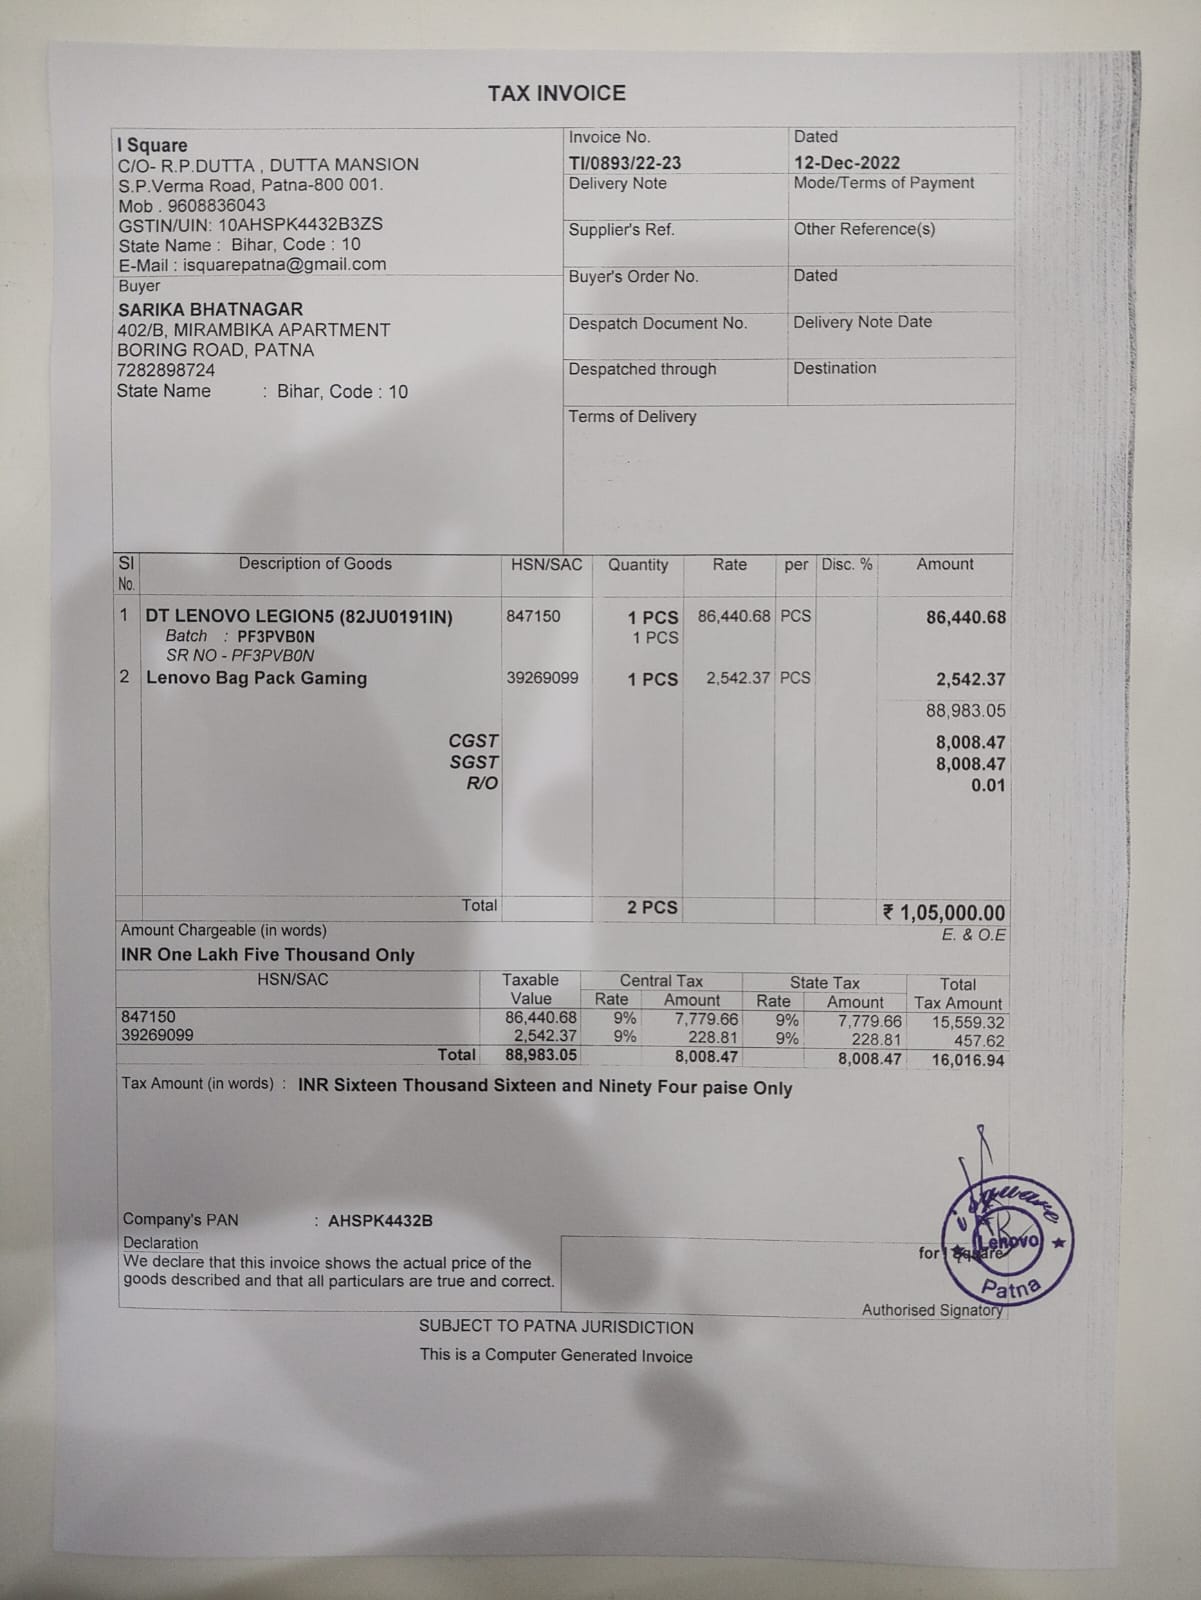 TAX INVOICE
I Square
C/O- R.P.DUTTA , DUTTA MANSION
S.P.Verma Road, Patna-800 001.
Mob . 9608836043
GSTIN/UIN: 10AHSPK4432B3ZS
State Name : Bihar, Code : 10
E-Mail : isquarepatna@gmail.com
Invoice No. Dated
TI/0893/22-23 12-Dec-2022
Delivery Note Mode/Terms of Payment
Supplier's Ref. Other Reference(s)
Buyer
SARIKA BHATNAGAR
402/B, MIRAMBIKA APARTMENT
BORING ROAD, PATNA
7282898724
State Name : Bihar, Code : 10
Buyer's Order No. Dated
Despatch Document No. Delivery Note Date
Despatched through Destination
Terms of Delivery
Sl No. Description of Goods HSN/SAC Quantity Rate per Disc. % Amount
1 DT LENOVO LEGION5 (82JU0191IN) 847150 1 PCS 86,440.68 PCS 86,440.68
Batch : PF3PVB0N 1 PCS
SR NO - PF3PVB0N
2 Lenovo Bag Pack Gaming 39269099 1 PCS 2,542.37 PCS 2,542.37
88,983.05
CGST 8,008.47
SGST 8,008.47
R/O 0.01
Total 2 PCS ₹ 1,05,000.00
Amount Chargeable (in words) E. & O.E
INR One Lakh Five Thousand Only
HSN/SAC Taxable Value Central Tax State Tax Total Tax Amount
Rate Amount Rate Amount
847150 86,440.68 9% 7,779.66 9% 7,779.66 15,559.32
39269099 2,542.37 9% 228.81 9% 228.81 457.62
Total 88,983.05 8,008.47 8,008.47 16,016.94
Tax Amount (in words) : INR Sixteen Thousand Sixteen and Ninety Four paise Only
Company's PAN : AHSPK4432B
Declaration
We declare that this invoice shows the actual price of the
goods described and that all particulars are true and correct.
for I Square
isquare
Lenovo
Patna
Authorised Signatory
SUBJECT TO PATNA JURISDICTION
This is a Computer Generated Invoice